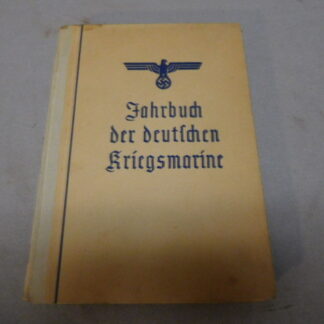 Jahrbuch
der deutschen
Kriegsmarine